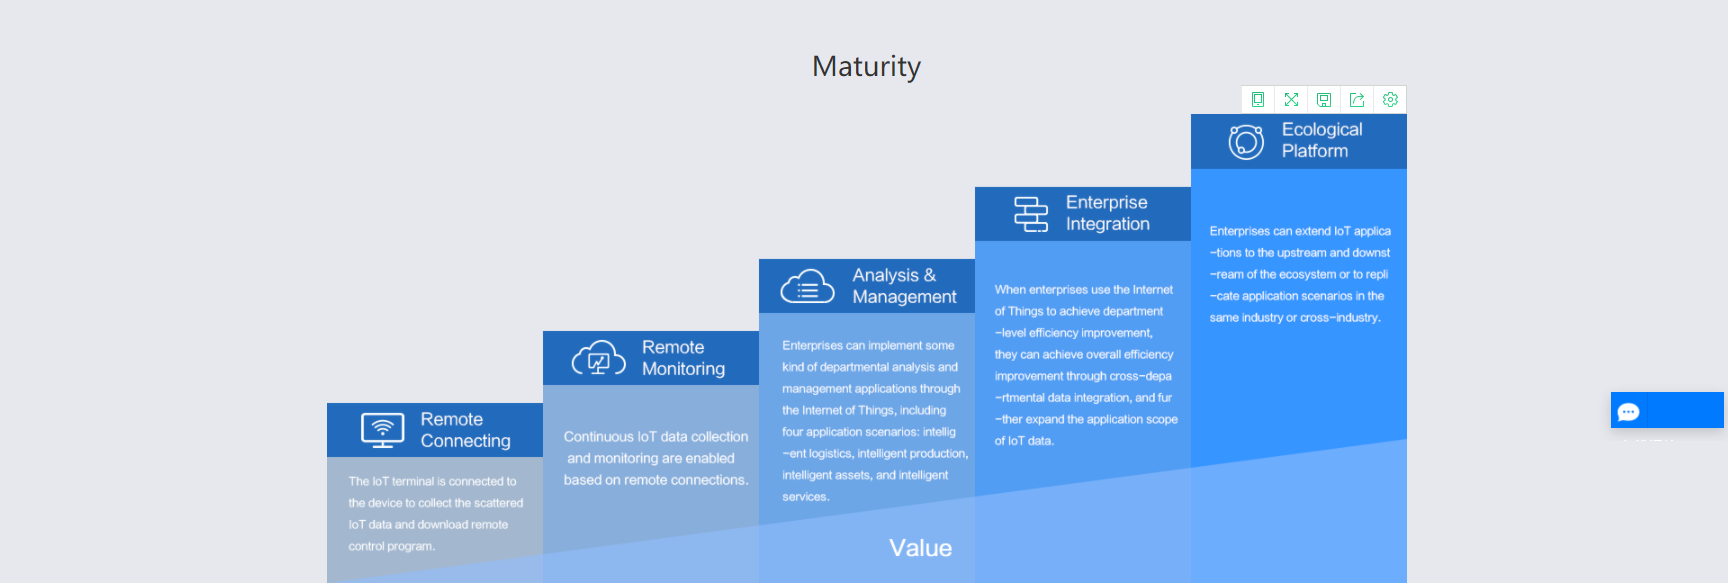 Maturity
Ecological
Platform
Enterprises can extend IoT applica
-tions to the upstream and downst
-ream of the ecosystem or to repli
-cate application scenarios in the
same industry or cross-industry.
Enterprise
Integration
When enterprises use the Internet
of Things to achieve department
-level efficiency improvement,
they can achieve overall efficiency
improvement through cross-depa
-rtmental data integration, and fur
-ther expand the application scope
of IoT data.
Analysis &
Management
Enterprises can implement some
kind of departmental analysis and
management applications through
the Internet of Things, including
four application scenarios: intellig
-ent logistics, intelligent production,
intelligent assets, and intelligent
services.
Remote
Monitoring
Continuous IoT data collection
and monitoring are enabled
based on remote connections.
Remote
Connecting
The IoT terminal is connected to
the device to collect the scattered
IoT data and download remote
control program.
Value